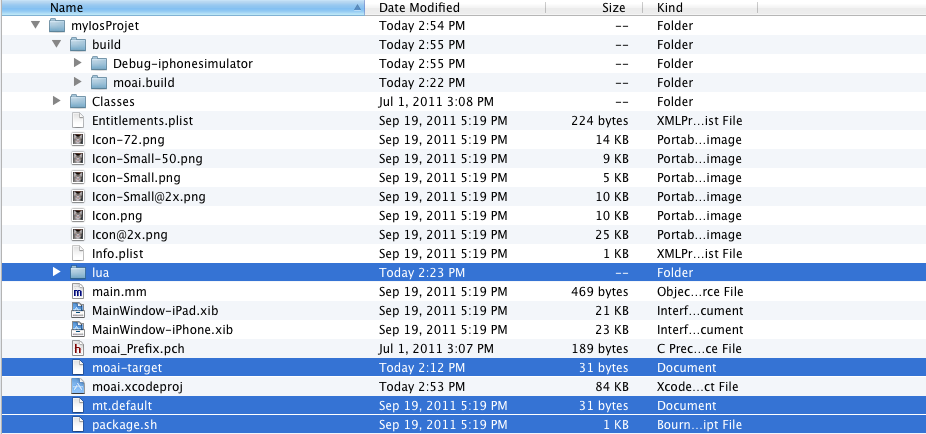 Name Date Modified Size Kind
myIosProjet Today 2:54 PM -- Folder
build Today 2:55 PM -- Folder
Debug-iphonesimulator Today 2:55 PM -- Folder
moai.build Today 2:22 PM -- Folder
Classes Jul 1, 2011 3:08 PM -- Folder
Entitlements.plist Sep 19, 2011 5:19 PM 224 bytes XMLPr...ist File
Icon-72.png Sep 19, 2011 5:19 PM 14 KB Portab...image
Icon-Small-50.png Sep 19, 2011 5:19 PM 9 KB Portab...image
Icon-Small.png Sep 19, 2011 5:19 PM 5 KB Portab...image
Icon-Small@2x.png Sep 19, 2011 5:19 PM 10 KB Portab...image
Icon.png Sep 19, 2011 5:19 PM 10 KB Portab...image
Icon@2x.png Sep 19, 2011 5:19 PM 25 KB Portab...image
Info.plist Sep 19, 2011 5:19 PM 1 KB XMLPr...ist File
lua Today 2:23 PM -- Folder
main.mm Sep 19, 2011 5:19 PM 469 bytes Objec...rce File
MainWindow-iPad.xib Sep 19, 2011 5:19 PM 21 KB Interf...cument
MainWindow-iPhone.xib Sep 19, 2011 5:19 PM 23 KB Interf...cument
moai_Prefix.pch Jul 1, 2011 3:07 PM 189 bytes C Prec...ce File
moai-target Today 2:12 PM 31 bytes Document
moai.xcodeproj Today 2:53 PM 84 KB Xcode...ct File
mt.default Sep 19, 2011 5:19 PM 31 bytes Document
package.sh Sep 19, 2011 5:19 PM 1 KB Bourn...ipt File